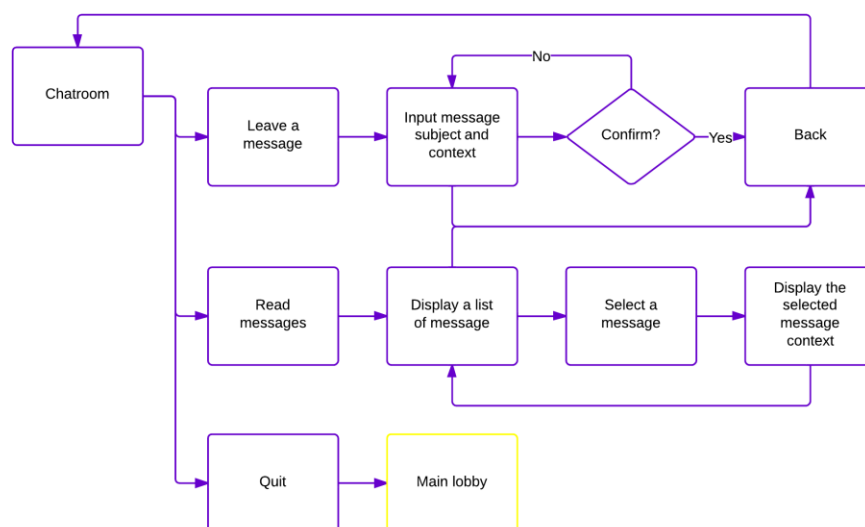 No
Chatroom
Leave a
message
Input message
subject and
context
Confirm?
Yes
Back
Read
messages
Display a list
of message
Select a
message
Display the
selected
message
context
Quit
Main lobby